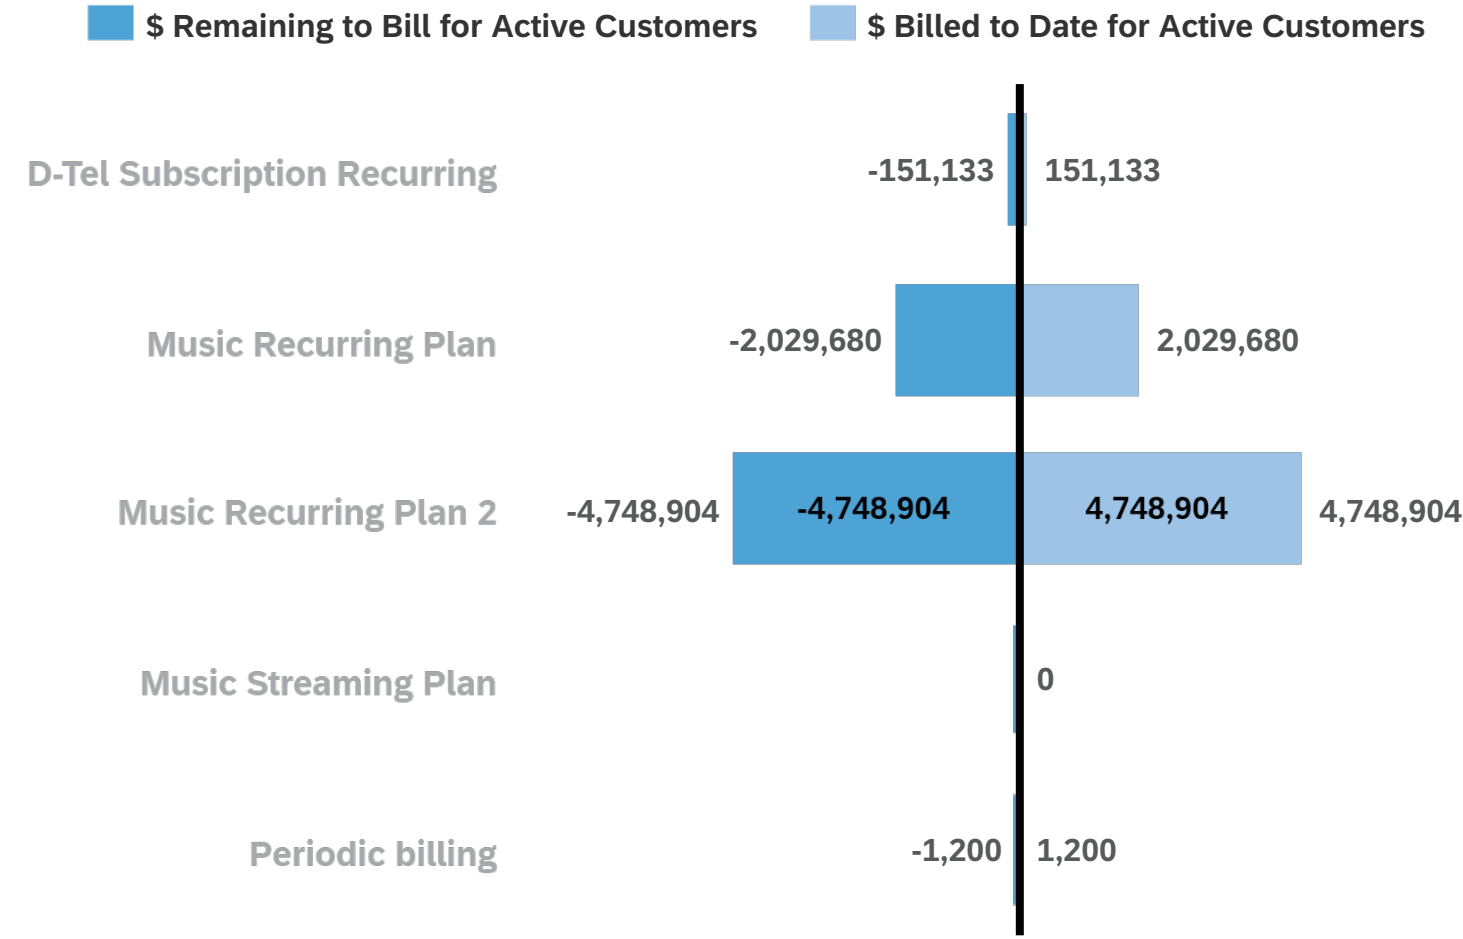 $ Remaining to Bill for Active Customers $ Billed to Date for Active Customers
D-Tel Subscription Recurring -151,133 151,133
Music Recurring Plan -2,029,680 2,029,680
Music Recurring Plan 2 -4,748,904 -4,748,904 4,748,904 4,748,904
Music Streaming Plan 0
Periodic billing -1,200 1,200